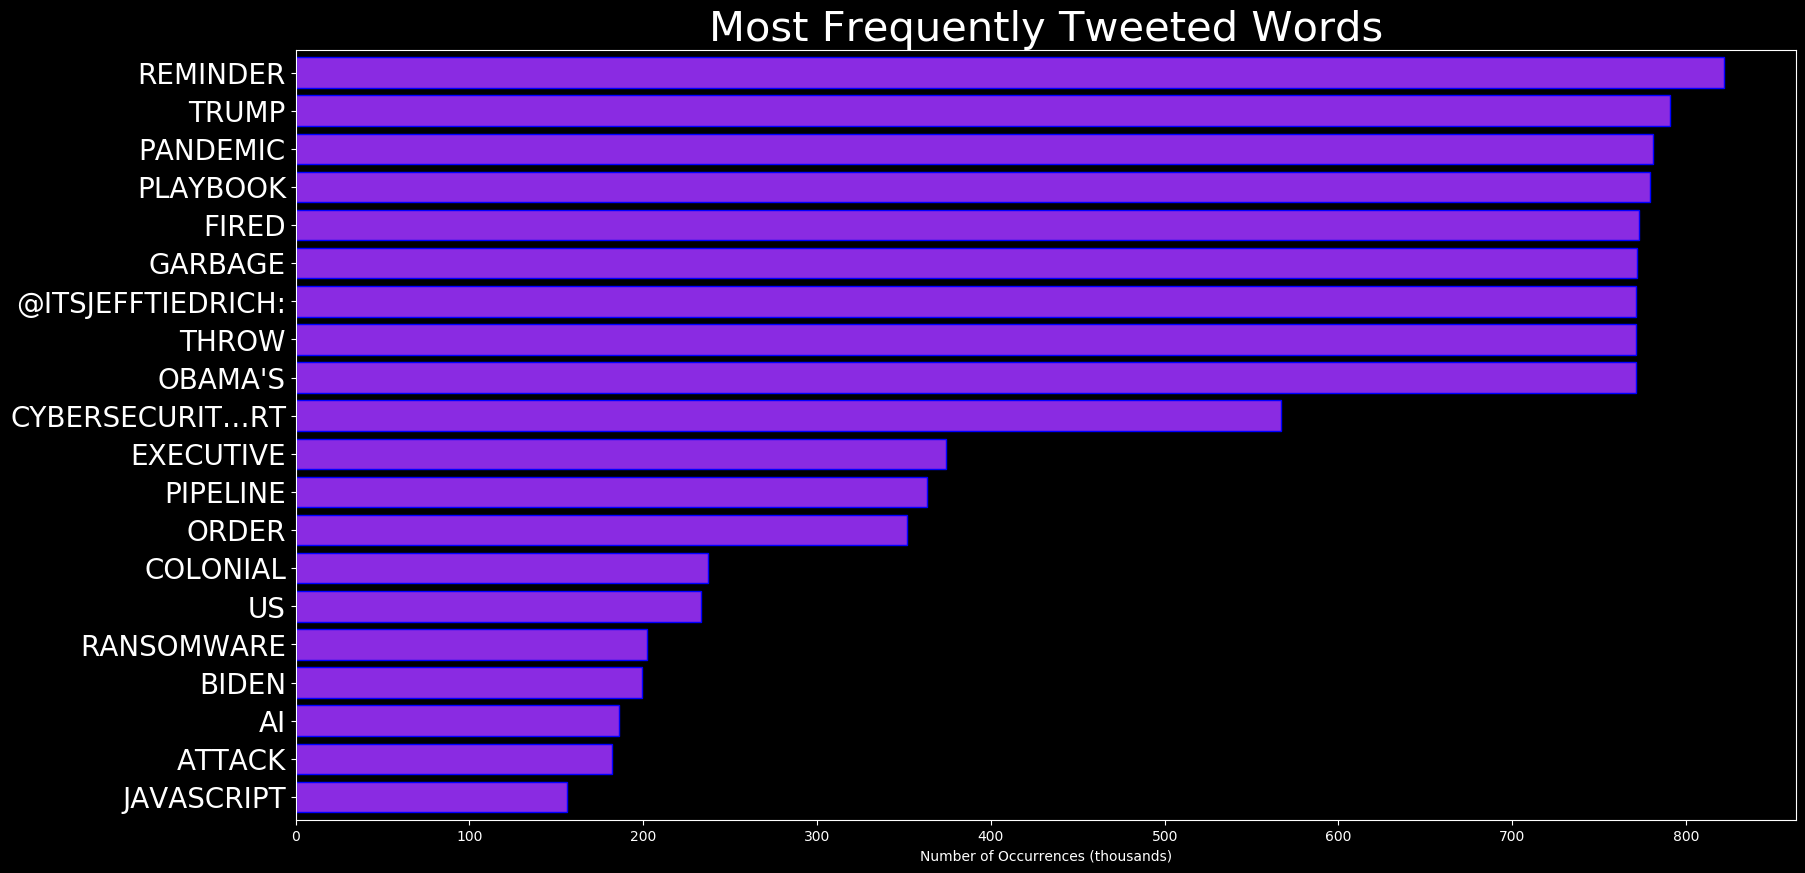 Most Frequently Tweeted Words
REMINDER
TRUMP
PANDEMIC
PLAYBOOK
FIRED
GARBAGE
@ITSJEFFTIEDRICH:
THROW
OBAMA'S
CYBERSECURIT…RT
EXECUTIVE
PIPELINE
ORDER
COLONIAL
US
RANSOMWARE
BIDEN
AI
ATTACK
JAVASCRIPT
0 100 200 300 400 500 600 700 800
Number of Occurrences (thousands)